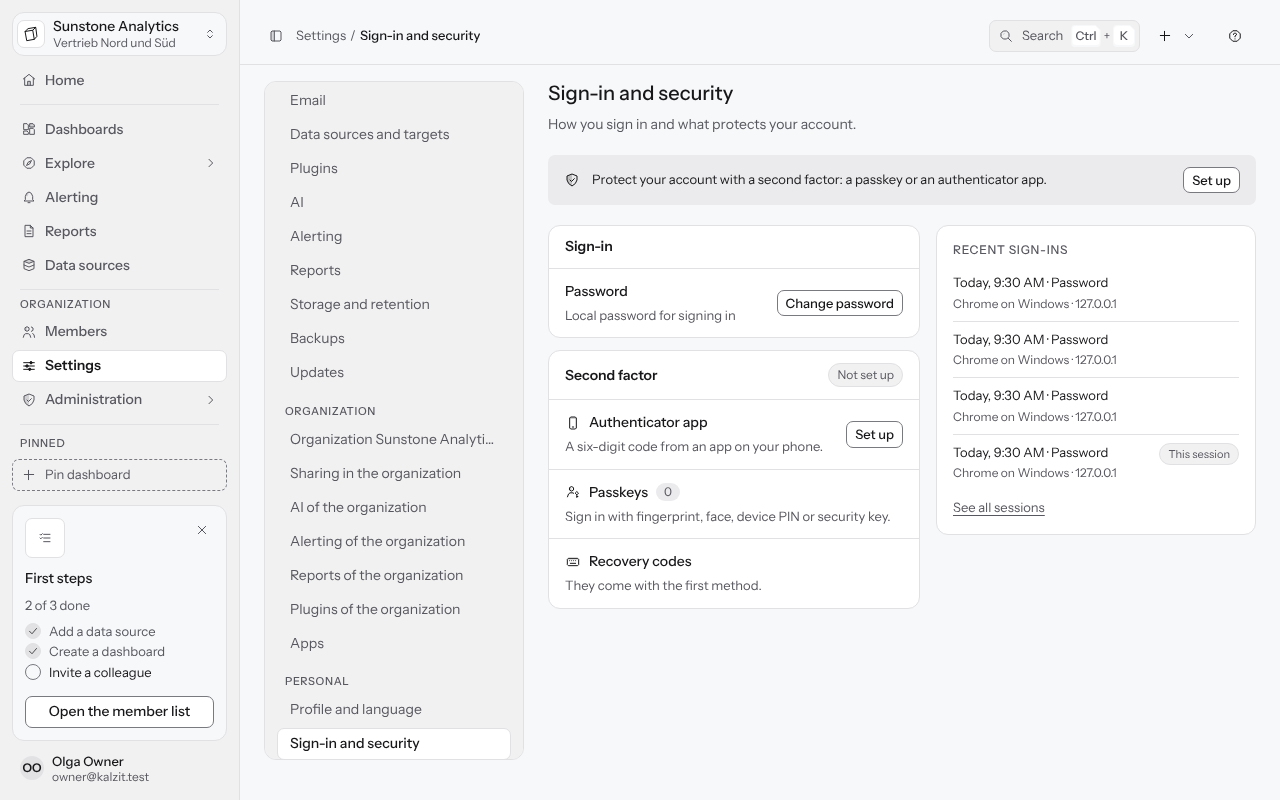 Sunstone Analytics
Vertrieb Nord und Süd
Home
Dashboards
Explore
Alerting
Reports
Data sources
ORGANIZATION
Members
Settings
Administration
PINNED
Pin dashboard
First steps
2 of 3 done
Add a data source
Create a dashboard
Invite a colleague
Open the member list
OO
Olga Owner
owner@kalzit.test
Settings / Sign-in and security
Search Ctrl + K
Email
Data sources and targets
Plugins
AI
Alerting
Reports
Storage and retention
Backups
Updates
ORGANIZATION
Organization Sunstone Analyti…
Sharing in the organization
AI of the organization
Alerting of the organization
Reports of the organization
Plugins of the organization
Apps
PERSONAL
Profile and language
Sign-in and security
Sign-in and security
How you sign in and what protects your account.
Protect your account with a second factor: a passkey or an authenticator app.
Set up
Sign-in
Password
Local password for signing in
Change password
Second factor
Not set up
Authenticator app
A six-digit code from an app on your phone.
Set up
Passkeys 0
Sign in with fingerprint, face, device PIN or security key.
Recovery codes
They come with the first method.
RECENT SIGN-INS
Today, 9:30 AM · Password
Chrome on Windows · 127.0.0.1
Today, 9:30 AM · Password
Chrome on Windows · 127.0.0.1
Today, 9:30 AM · Password
Chrome on Windows · 127.0.0.1
Today, 9:30 AM · Password
This session
Chrome on Windows · 127.0.0.1
See all sessions